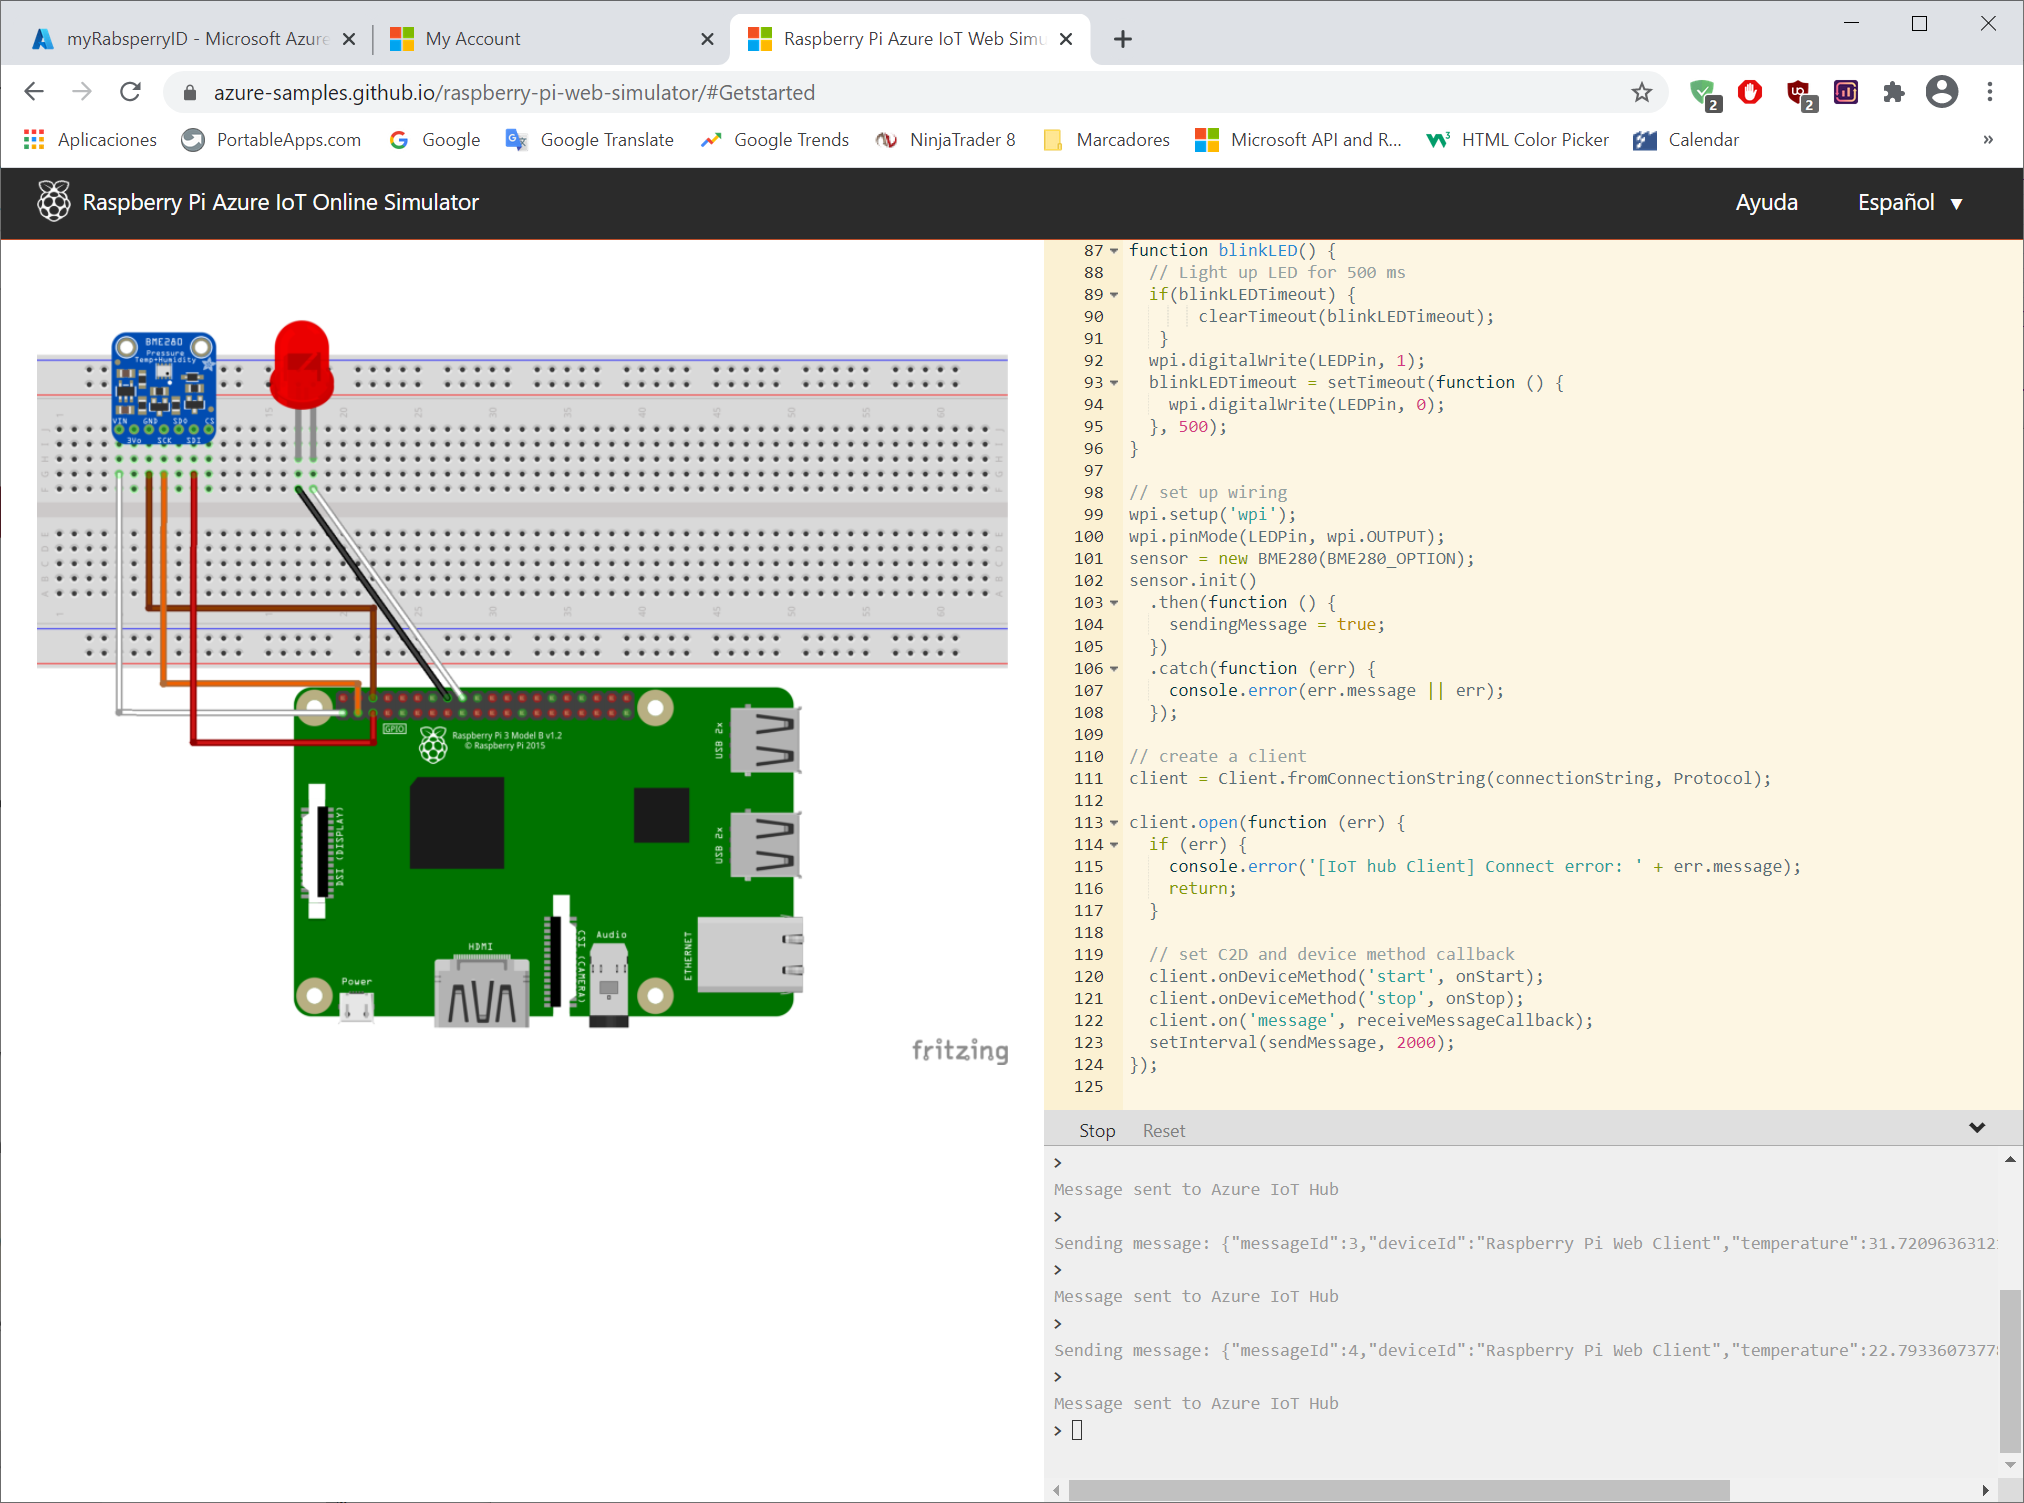 myRabsperryID - Microsoft Azure
My Account
Raspberry Pi Azure IoT Web Simu
azure-samples.github.io/raspberry-pi-web-simulator/#Getstarted
2
2
Aplicaciones
PortableApps.com
Google
Google Translate
Google Trends
NinjaTrader 8
Marcadores
Microsoft API and R...
HTML Color Picker
Calendar
»
Raspberry Pi Azure IoT Online Simulator
Ayuda
Español ▼
BME280
Pressure
Temp+Humidity
VIN GND SDO CS
3Vo SCK SDI
GPIO
Raspberry Pi 3 Model B v1.2
© Raspberry Pi 2015
USB 2x
USB 2x
DSI (DISPLAY)
CSI (CAMERA)
ETHERNET
Audio
HDMI
Power
fritzing
87 function blinkLED() {
88 // Light up LED for 500 ms
89 if(blinkLEDTimeout) {
90 clearTimeout(blinkLEDTimeout);
91 }
92 wpi.digitalWrite(LEDPin, 1);
93 blinkLEDTimeout = setTimeout(function () {
94 wpi.digitalWrite(LEDPin, 0);
95 }, 500);
96 }
97
98 // set up wiring
99 wpi.setup('wpi');
100 wpi.pinMode(LEDPin, wpi.OUTPUT);
101 sensor = new BME280(BME280_OPTION);
102 sensor.init()
103 .then(function () {
104 sendingMessage = true;
105 })
106 .catch(function (err) {
107 console.error(err.message || err);
108 });
109
110 // create a client
111 client = Client.fromConnectionString(connectionString, Protocol);
112
113 client.open(function (err) {
114 if (err) {
115 console.error('[IoT hub Client] Connect error: ' + err.message);
116 return;
117 }
118
119 // set C2D and device method callback
120 client.onDeviceMethod('start', onStart);
121 client.onDeviceMethod('stop', onStop);
122 client.on('message', receiveMessageCallback);
123 setInterval(sendMessage, 2000);
124 });
125
Stop Reset
>
Message sent to Azure IoT Hub
>
Sending message: {"messageId":3,"deviceId":"Raspberry Pi Web Client","temperature":31.7209636312
>
Message sent to Azure IoT Hub
>
Sending message: {"messageId":4,"deviceId":"Raspberry Pi Web Client","temperature":22.7933607377
>
Message sent to Azure IoT Hub
>